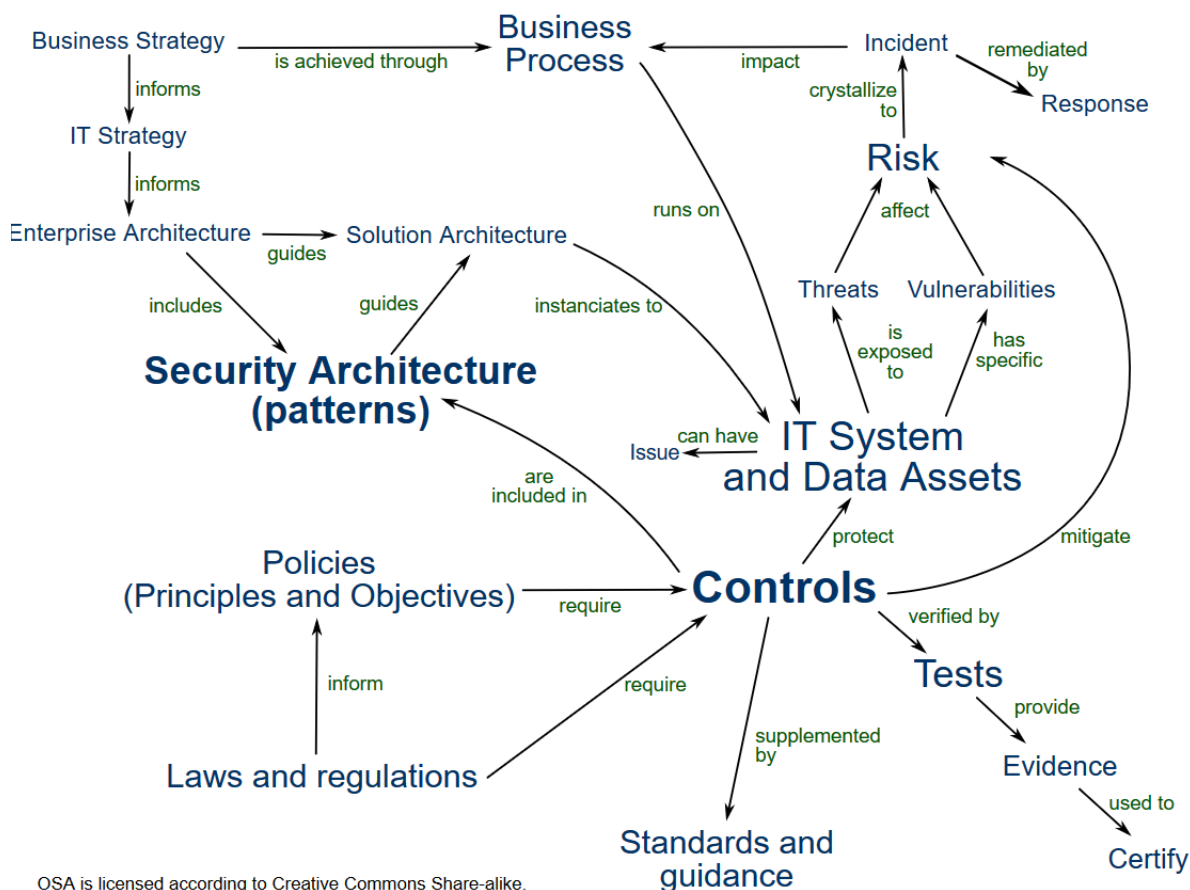 Business Strategy
is achieved through
Business
Process
impact
Incident
remediated
by
Response
informs
crystallize
to
IT Strategy
Risk
informs
runs on
affect
Enterprise Architecture
guides
Solution Architecture
includes
guides
instanciates to
Threats
Vulnerabilities
is
exposed
to
has
specific
Security Architecture
(patterns)
Issue
can have
IT System
and Data Assets
are
included in
protect
mitigate
Policies
(Principles and Objectives)
require
Controls
verified by
Tests
inform
require
provide
Laws and regulations
supplemented
by
Evidence
used to
Standards and
guidance
Certify
OSA is licensed according to Creative Commons Share-alike.